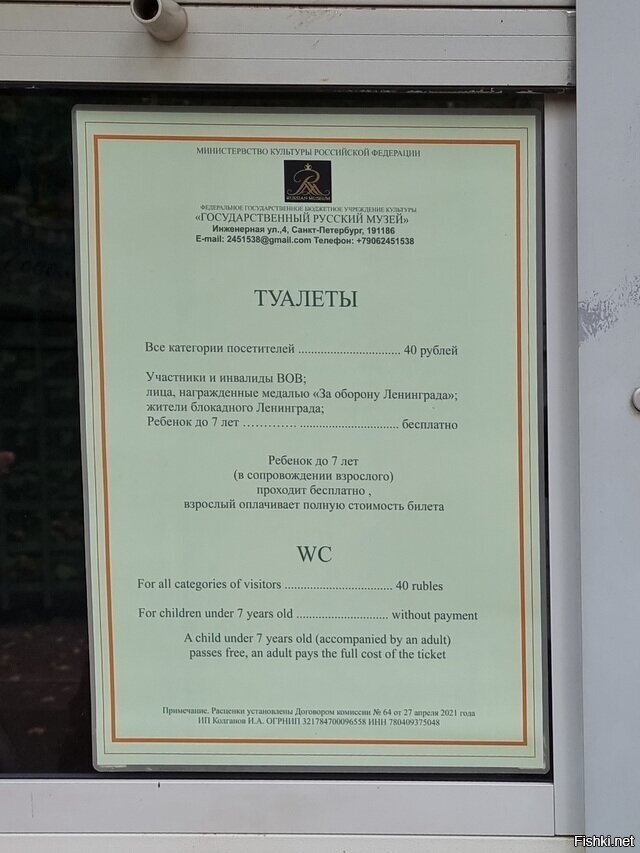 МИНИСТЕРСТВО КУЛЬТУРЫ РОССИЙСКОЙ ФЕДЕРАЦИИ
RUSSIAN MUSEUM
ФЕДЕРАЛЬНОЕ ГОСУДАРСТВЕННОЕ БЮДЖЕТНОЕ УЧРЕЖДЕНИЕ КУЛЬТУРЫ
«ГОСУДАРСТВЕННЫЙ РУССКИЙ МУЗЕЙ»
Инженерная ул.,4, Санкт-Петербург, 191186
E-mail: 2451538@gmail.com Телефон: +79062451538
ТУАЛЕТЫ
Все категории посетителей ................................. 40 рублей
Участники и инвалиды ВОВ;
лица, награжденные медалью «За оборону Ленинграда»;
жители блокадного Ленинграда;
Ребенок до 7 лет …………. ................................ бесплатно
Ребенок до 7 лет
(в сопровождении взрослого)
проходит бесплатно ,
взрослый оплачивает полную стоимость билета
WC
For all categories of visitors ................................... 40 rubles
For children under 7 years old .............................. without payment
A child under 7 years old (accompanied by an adult)
passes free, an adult pays the full cost of the ticket
Примечание. Расценки установлены Договором комиссии № 64 от 27 апреля 2021 года
ИП Колганов И.А. ОГРНИП 321784700096558 ИНН 780409375048
Fishki.net